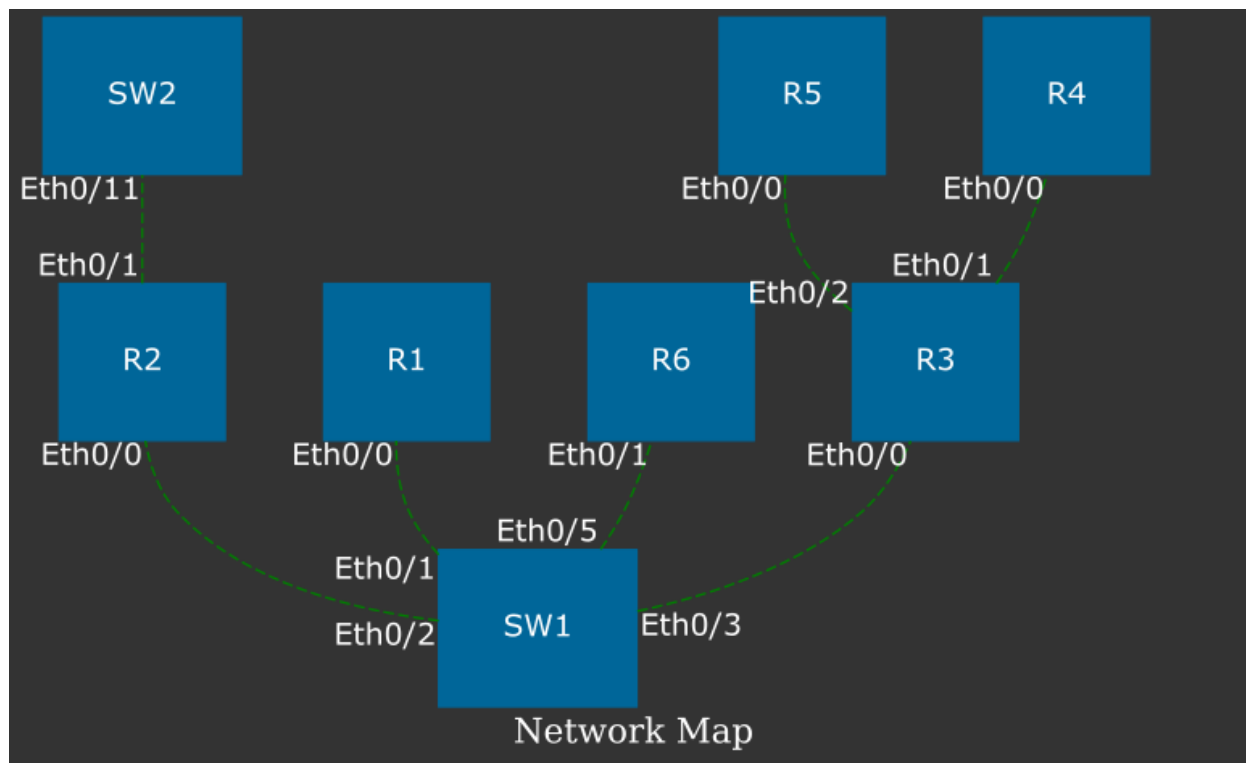 SW2
R5
R4
Eth0/11
Eth0/0
Eth0/0
Eth0/1
Eth0/2
Eth0/1
R2
R1
R6
R3
Eth0/0
Eth0/0
Eth0/1
Eth0/0
Eth0/5
Eth0/1
Eth0/2
SW1
Eth0/3
Network Map